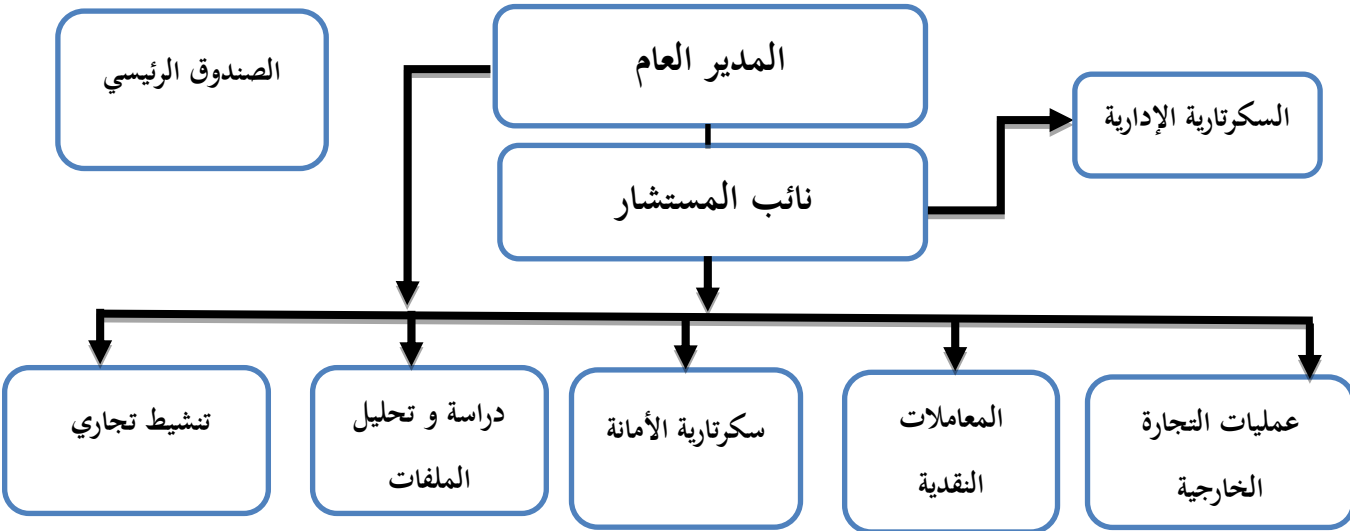 المدير العام
الصندوق الرئيسي
السكرتارية الإدارية
نائب المستشار
عمليات التجارة
الخارجية
المعاملات
النقدية
سكرتارية الأمانة
دراسة و تحليل
الملفات
تنشيط تجاري